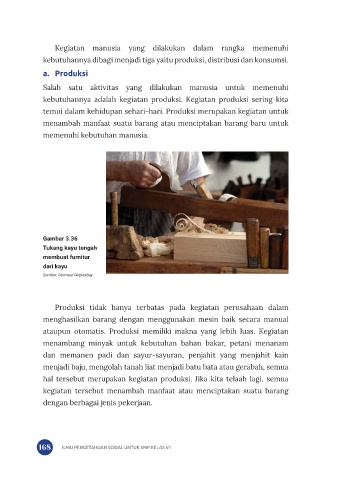 Kegiatan manusia yang dilakukan dalam rangka memenuhi
kebutuhannya dibagi menjadi tiga yaitu produksi, distribusi dan konsumsi.
a. Produksi
Salah satu aktivitas yang dilakukan manusia untuk memenuhi
kebutuhannya adalah kegiatan produksi. Kegiatan produksi sering kita
temui dalam kehidupan sehari-hari. Produksi merupakan kegiatan untuk
menambah manfaat suatu barang atau menciptakan barang baru untuk
memenuhi kebutuhan manusia.
Gambar 3.36
Tukang kayu tengah
membuat furnitur
dari kayu
Sumber:
Produksi tidak hanya terbatas pada kegiatan perusahaan dalam
menghasilkan barang dengan menggunakan mesin baik secara manual
ataupun otomatis. Produksi memiliki makna yang lebih luas. Kegiatan
menambang minyak untuk kebutuhan bahan bakar, petani menanam
dan memanen padi dan sayur-sayuran, penjahit yang menjahit kain
menjadi baju, mengolah tanah liat menjadi batu bata atau gerabah, semua
hal tersebut merupakan kegiatan produksi. Jika kita telaah lagi, semua
kegiatan tersebut menambah manfaat atau menciptakan suatu barang
dengan berbagai jenis pekerjaan.
168 ILMU PENGETAHUAN SOSIAL UNTUK SMP KELAS VII